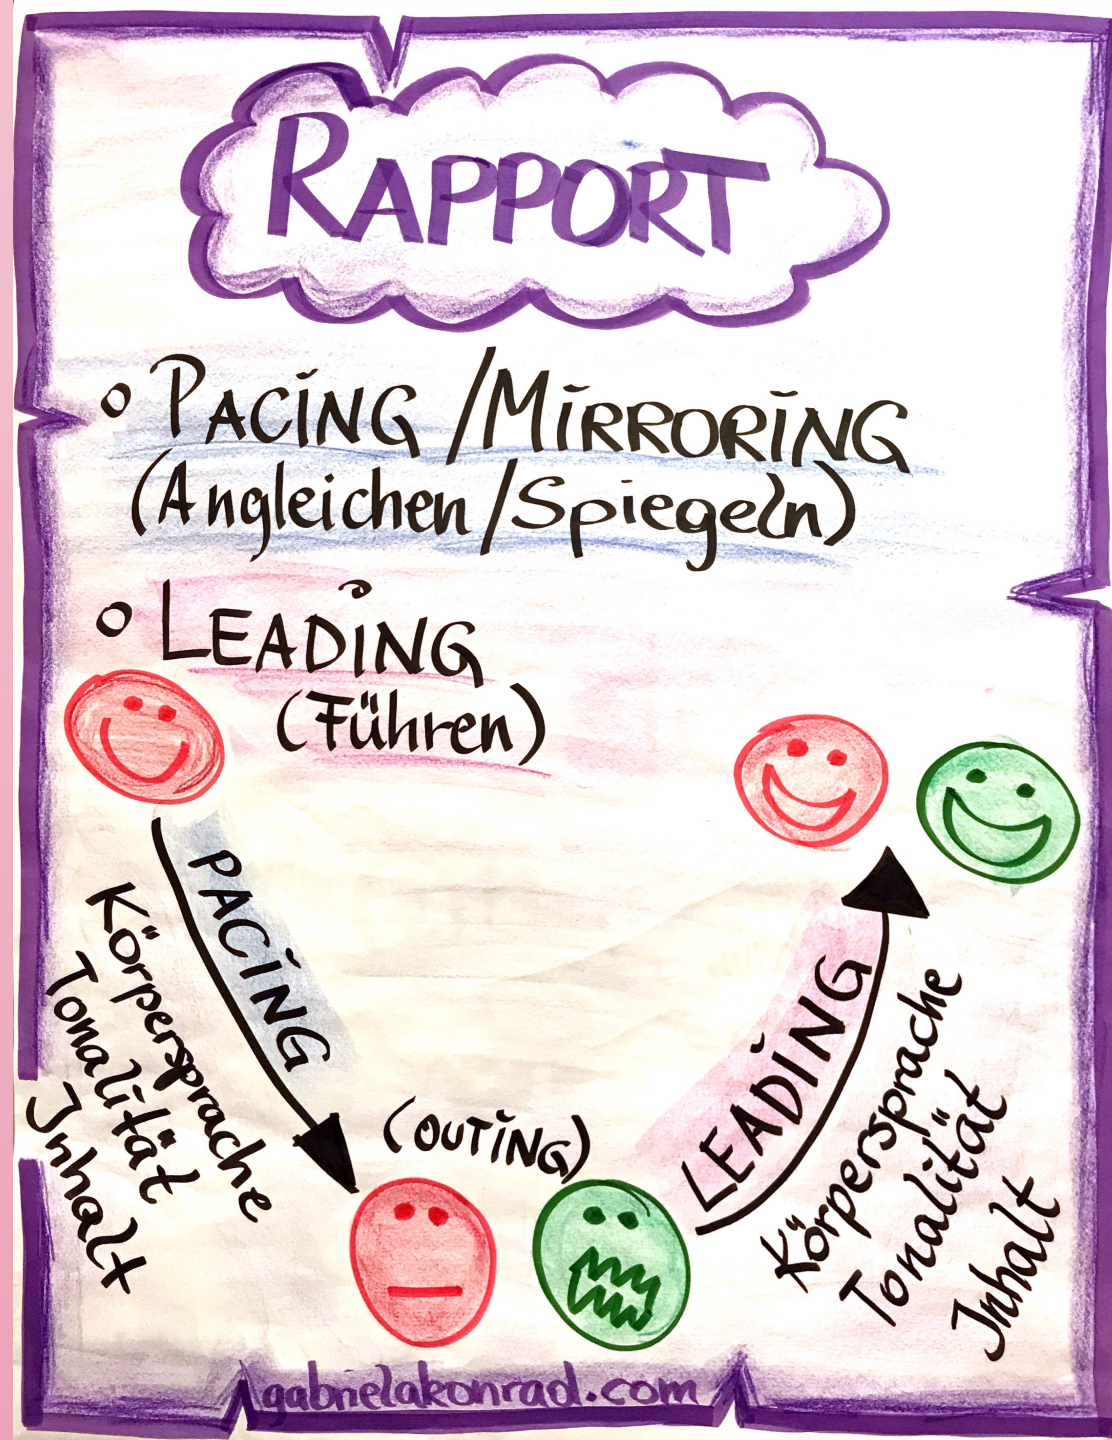 RAPPORT
o PACING / MIRRORING
(Angleichen / Spiegeln)
o LEADING
(Führen)
PACING
Körpersprache
Tonalität
Inhalt
(OUTING)
LEADING
Körpersprache
Tonalität
Inhalt
gabrielakonrad.com